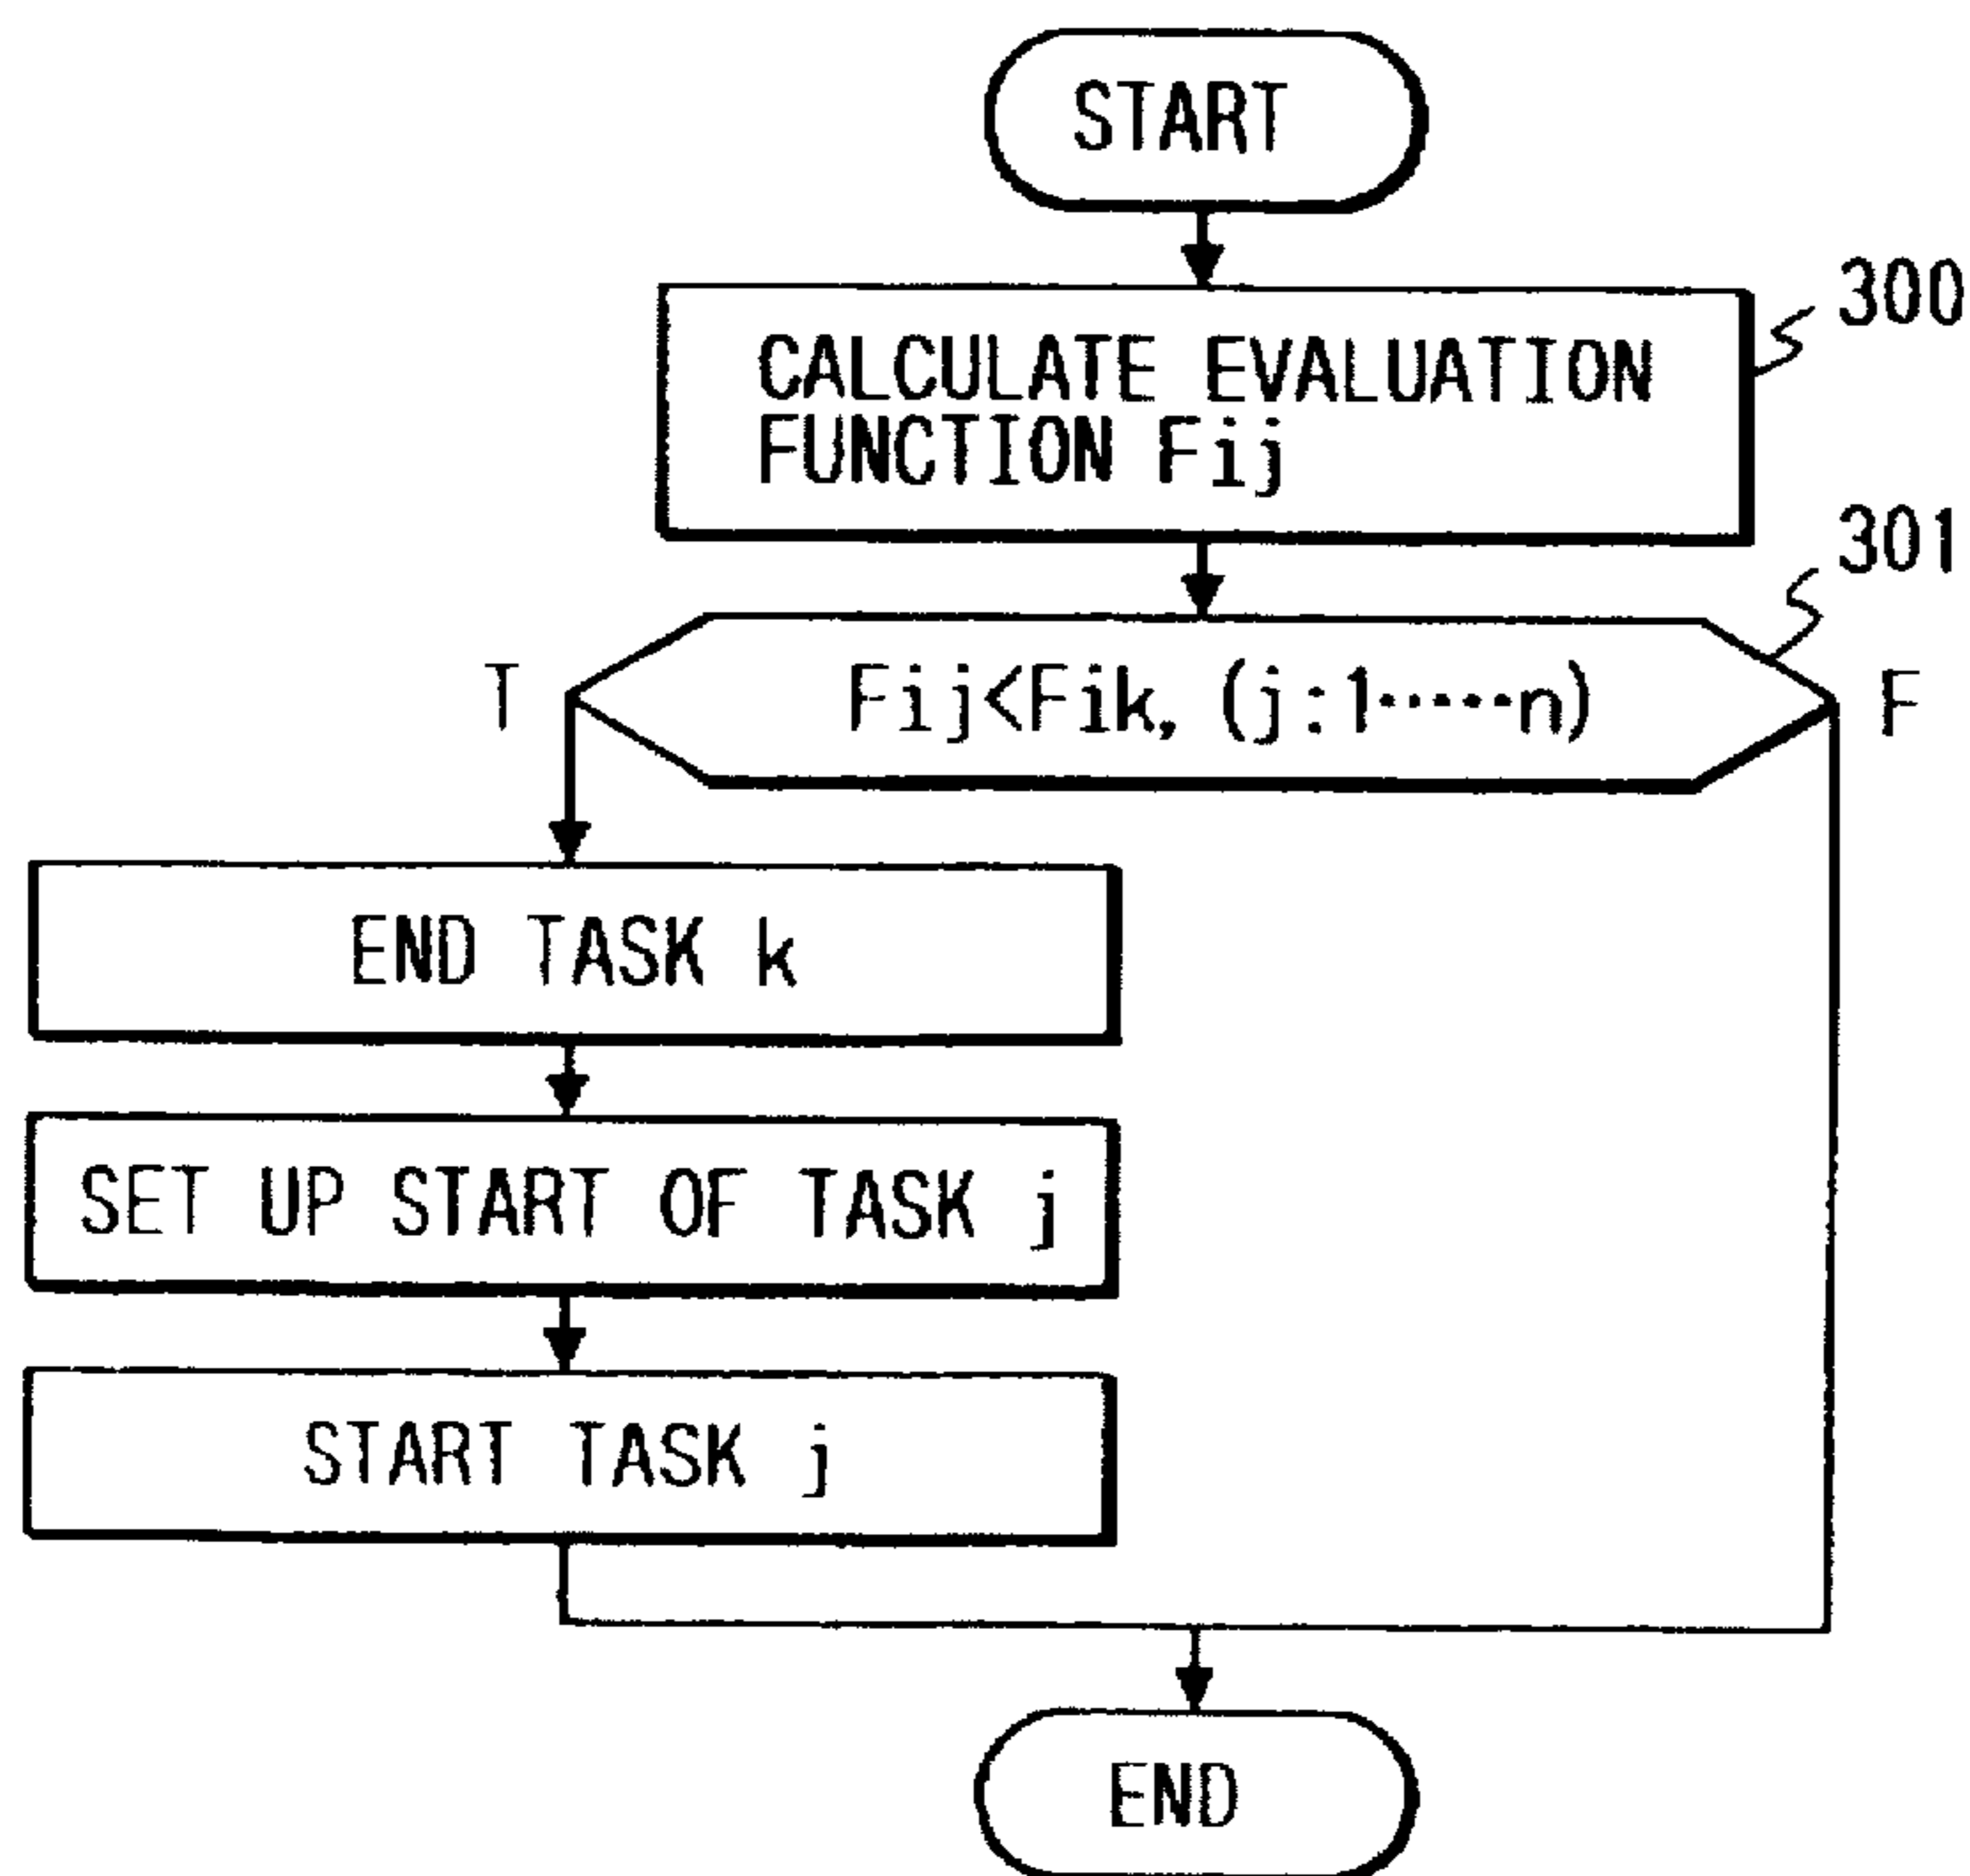 START
300
CALCULATE EVALUATION
FUNCTION Fij
301
T
Fij<Fik, (j:1·····n)
F
END TASK k
SET UP START OF TASK j
START TASK j
END